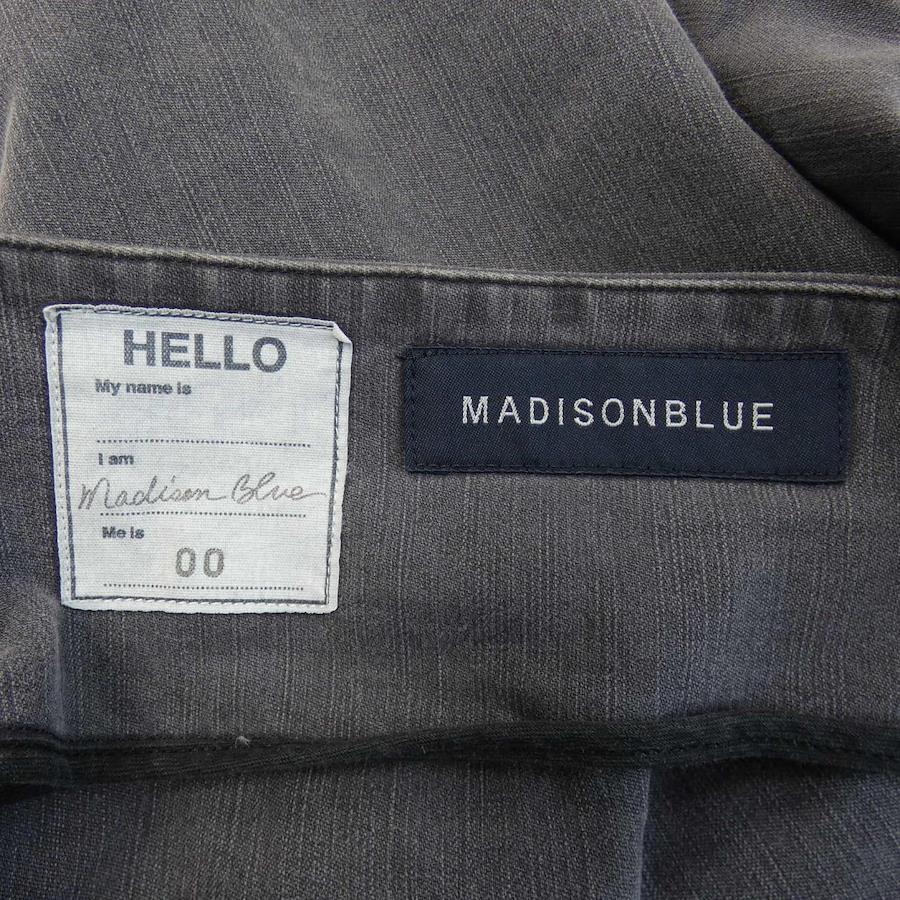 HELLO
My name is
I am
Madison Blue
Me is
00
MADISONBLUE